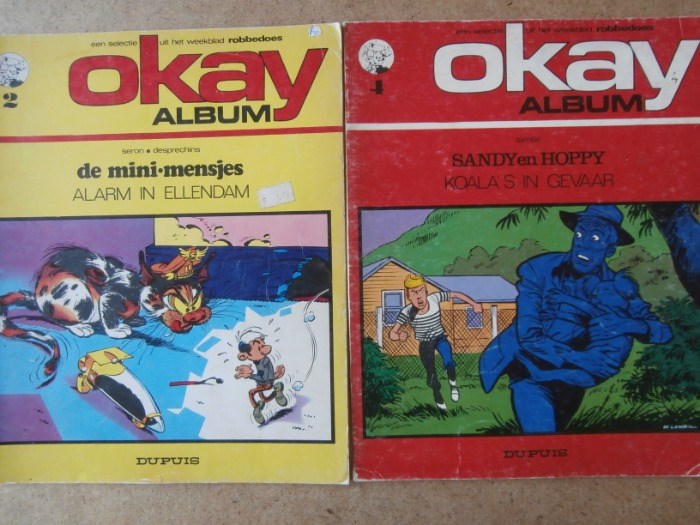 een selectie uit het weekblad robbedoes
okay
ALBUM
2
seron • desprechins
de mini•mensjes
ALARM IN ELLENDAM
DUPUIS
een selectie uit het weekblad robbedoes
okay
ALBUM
4
SANDY en HOPPY
KOALA'S IN GEVAAR
DUPUIS